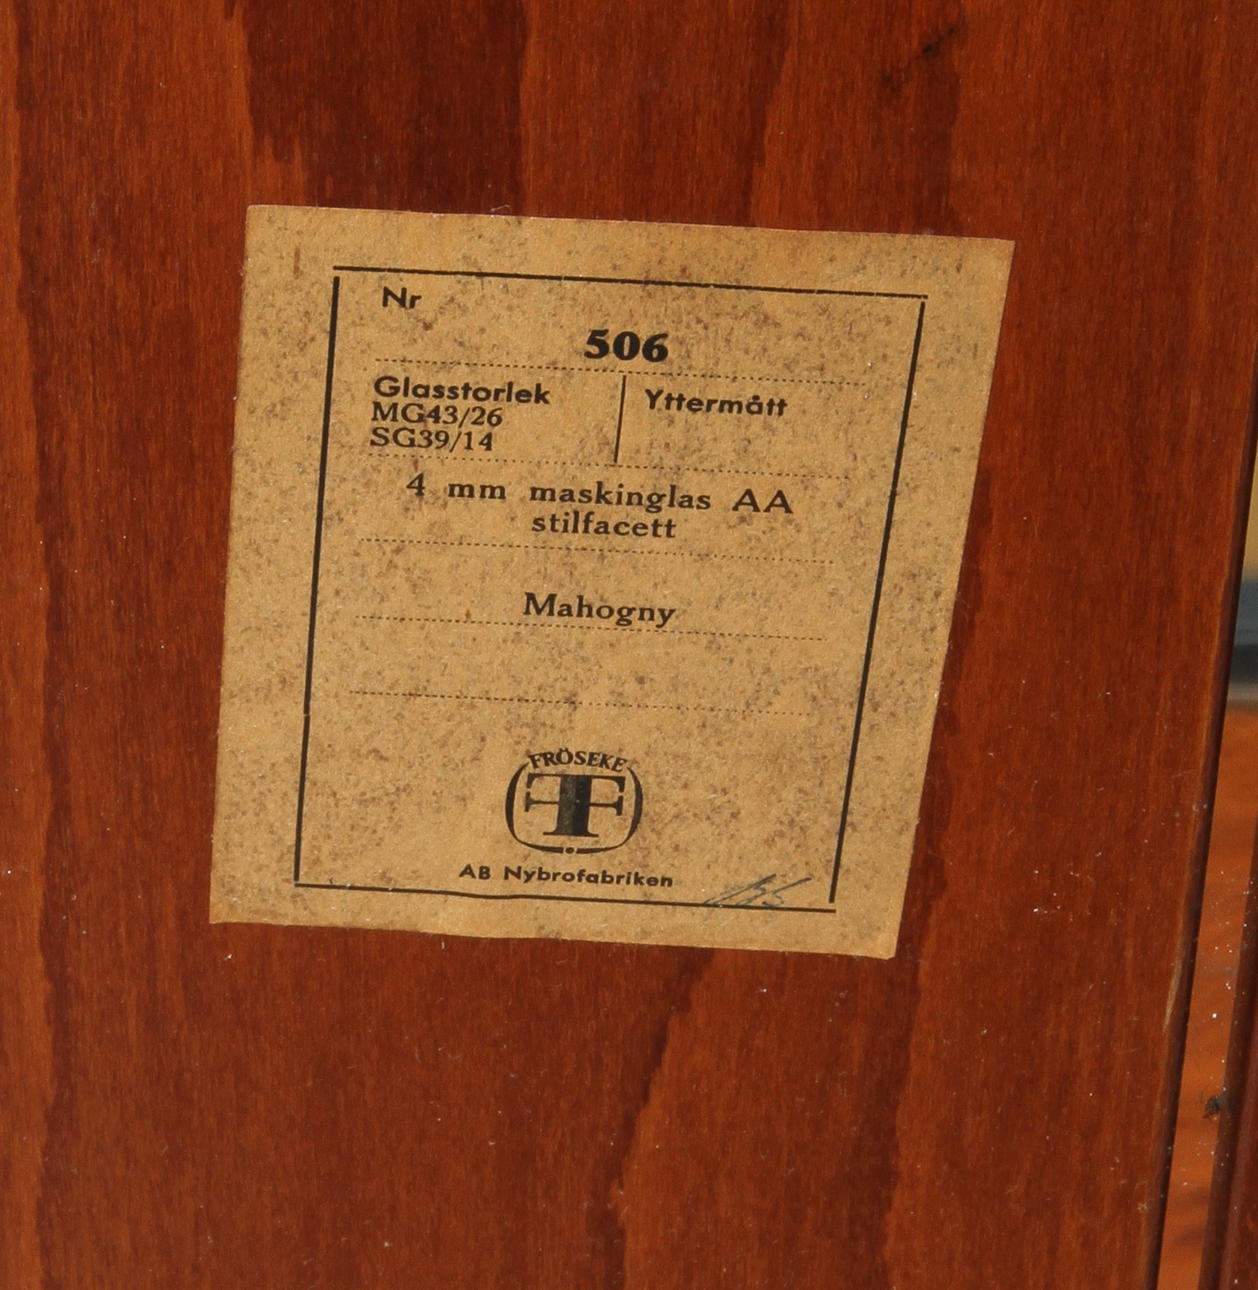 Nr
506
Glasstorlek
MG43/26
SG39/14
Yttermått
4 mm maskinglas AA
stilfacett
Mahogny
FRÖSEKE
AB Nybrofabriken